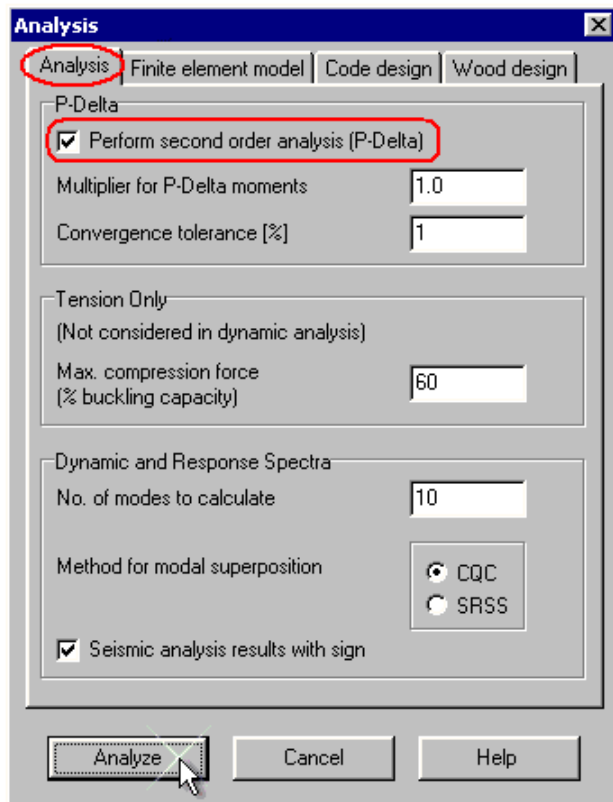 Analysis
Analysis Finite element model Code design Wood design
P-Delta
Perform second order analysis (P-Delta)
Multiplier for P-Delta moments 1.0
Convergence tolerance [%] 1
Tension Only
(Not considered in dynamic analysis)
Max. compression force
(% buckling capacity) 60
Dynamic and Response Spectra
No. of modes to calculate 10
Method for modal superposition CQC
SRSS
Seismic analysis results with sign
Analyze Cancel Help